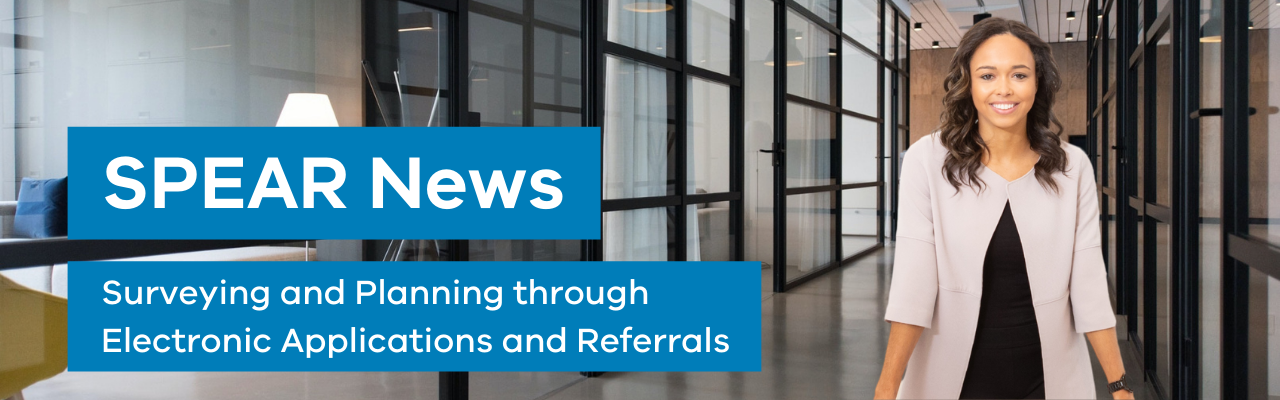 SPEAR News
Surveying and Planning through
Electronic Applications and Referrals